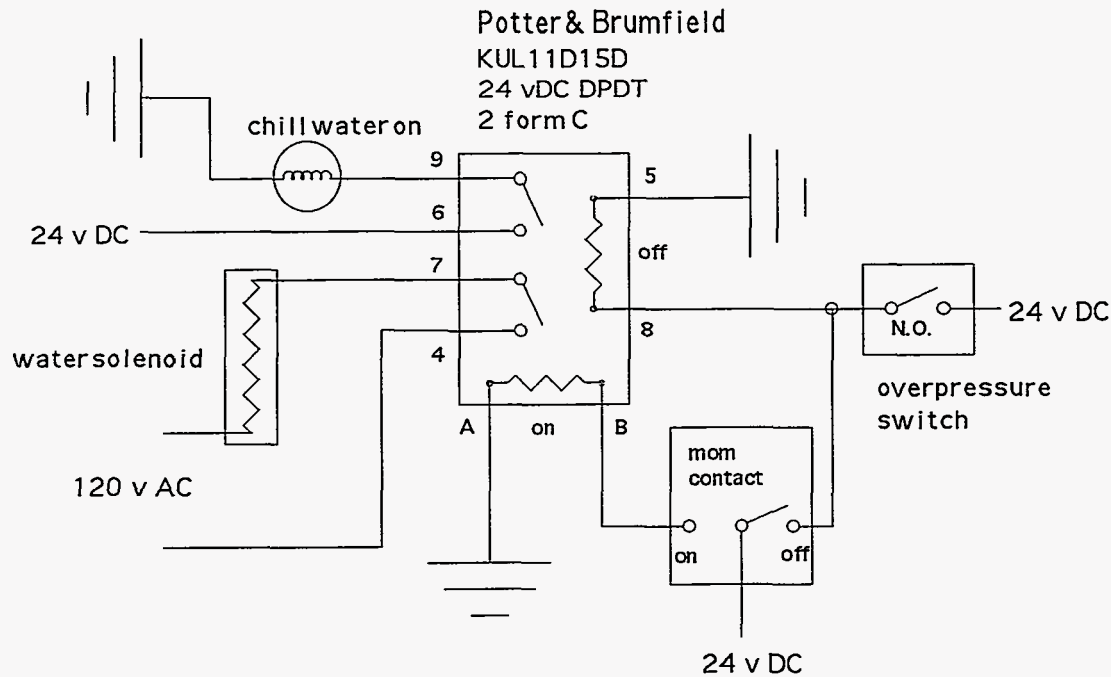 Potter & Brumfield
KUL11D15D
24 vDC DPDT
2 form C
chill water on
9
5
6
24 v DC
off
7
8
N.O.
24 v DC
water solenoid
4
overpressure
switch
A
on
B
mom
contact
120 v AC
on
off
24 v DC